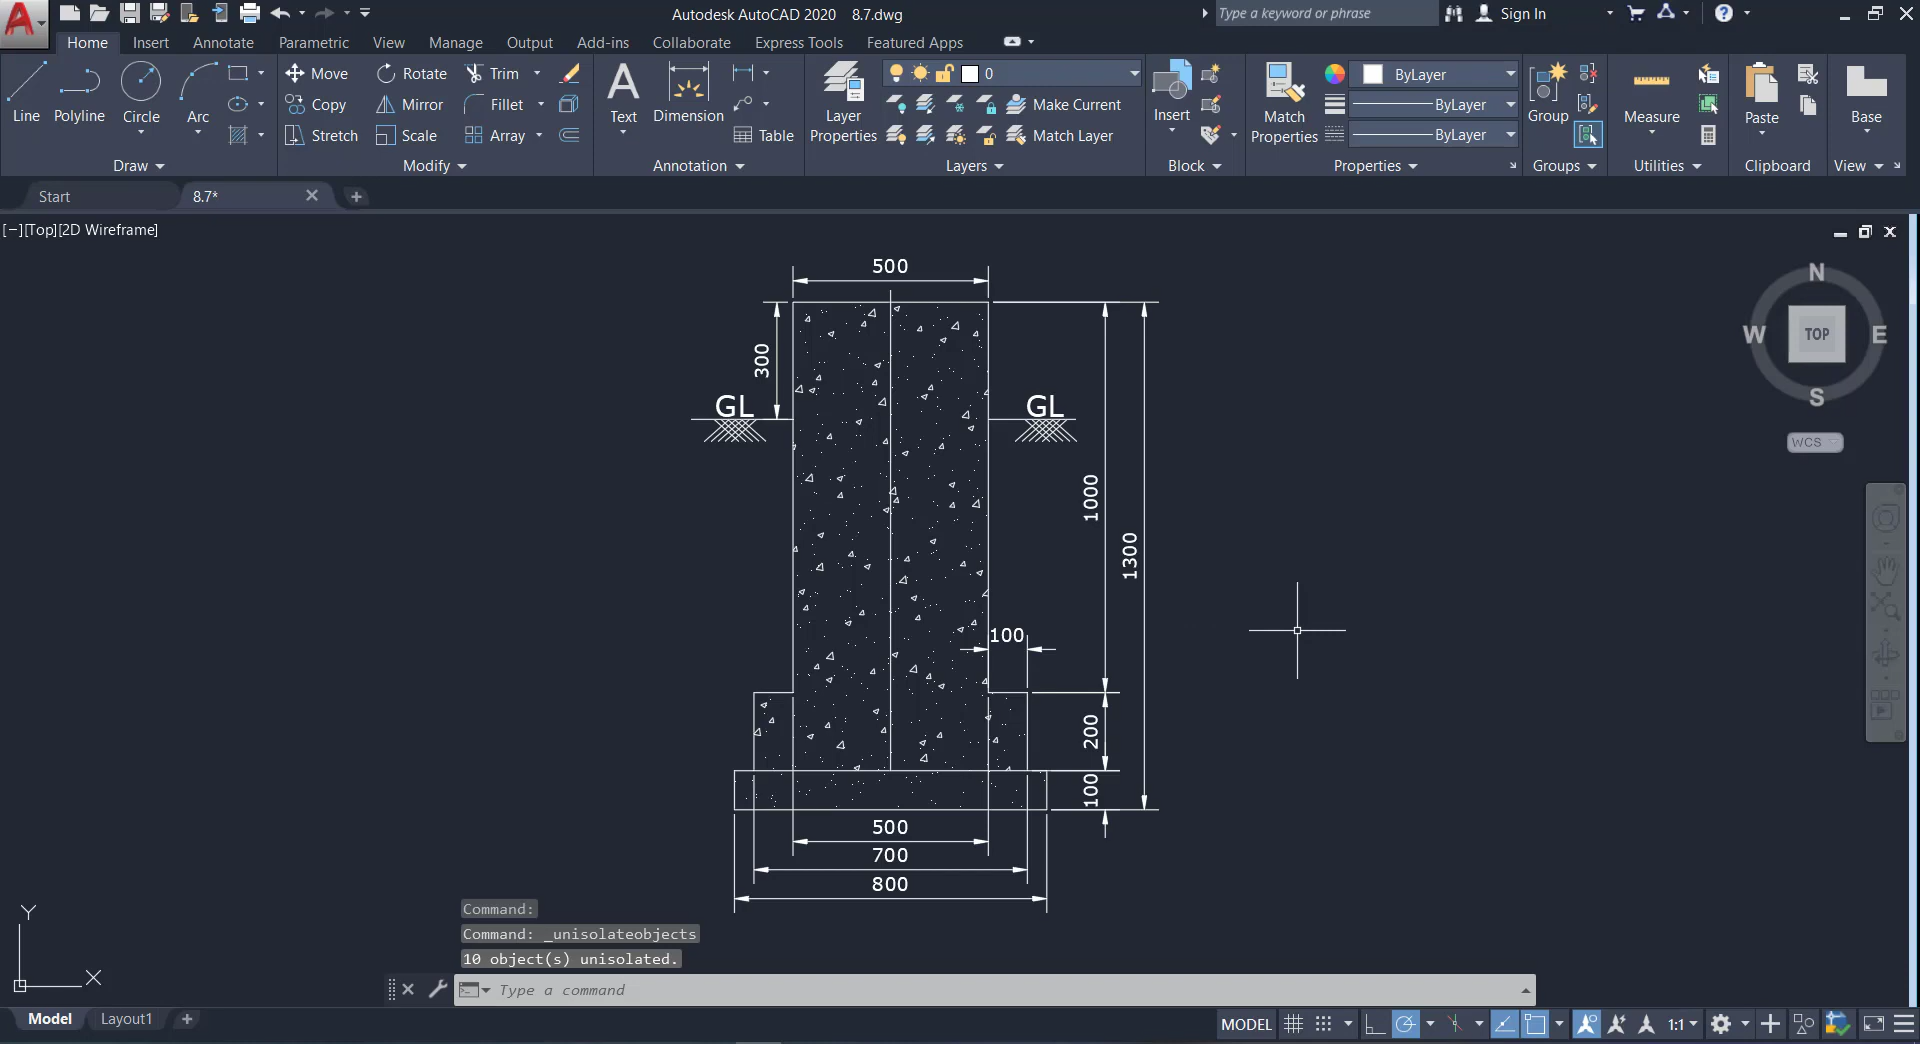 Autodesk AutoCAD 2020 8.7.dwg
Type a keyword or phrase
Sign In
Home Insert Annotate Parametric View Manage Output Add-ins Collaborate Express Tools Featured Apps
Line Polyline Circle Arc
Move Rotate Trim
Copy Mirror Fillet
Stretch Scale Array
Text Dimension Table
Layer Properties
0
Make Current
Match Layer
Insert
Match Properties
ByLayer
ByLayer
ByLayer
Group
Measure
Paste
Base
Draw Modify Annotation Layers Block Properties Groups Utilities Clipboard View
Start 8.7*
[−][Top][2D Wireframe]
500
N
W TOP E
S
WCS
300
GL GL
1000
1300
100
200
100
500
700
800
Y
X
Command:
Command: _unisolateobjects
10 object(s) unisolated.
Type a command
Model Layout1
MODEL 1:1